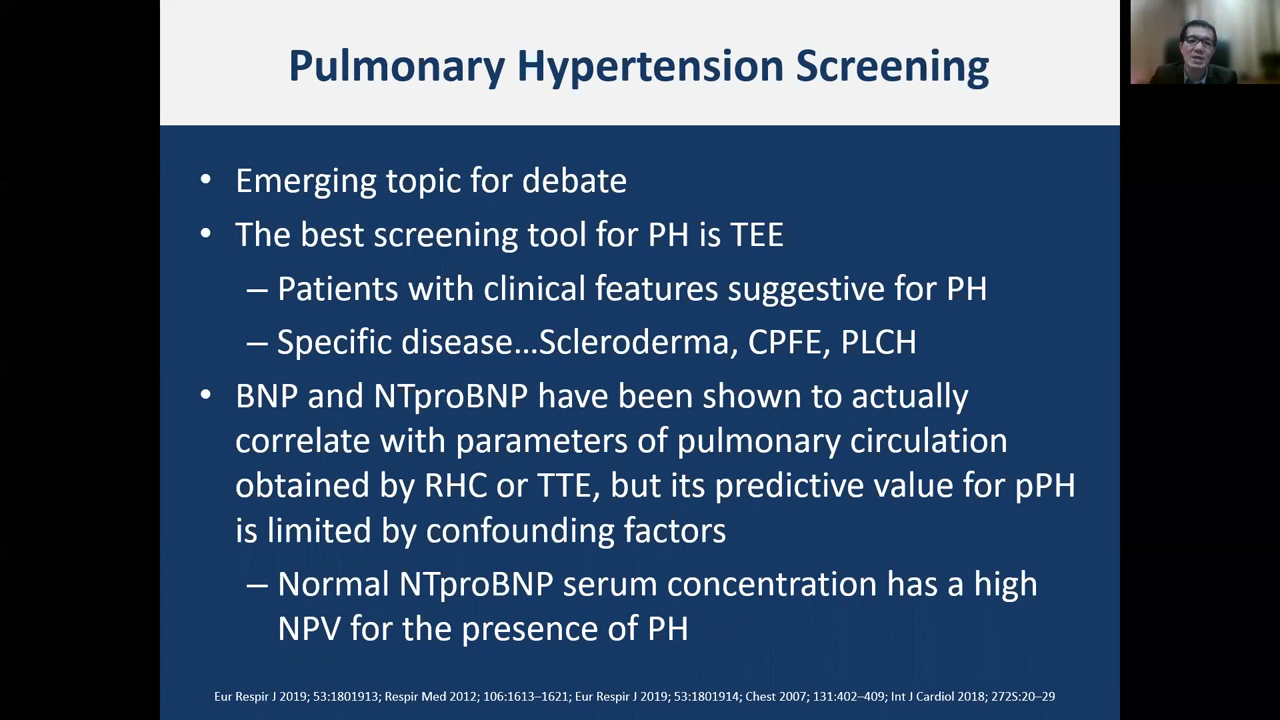 Pulmonary Hypertension Screening
• Emerging topic for debate
• The best screening tool for PH is TEE
– Patients with clinical features suggestive for PH
– Specific disease...Scleroderma, CPFE, PLCH
• BNP and NTproBNP have been shown to actually
correlate with parameters of pulmonary circulation
obtained by RHC or TTE, but its predictive value for pPH
is limited by confounding factors
– Normal NTproBNP serum concentration has a high
NPV for the presence of PH
Eur Respir J 2019; 53:1801913; Respir Med 2012; 106:1613–1621; Eur Respir J 2019; 53:1801914; Chest 2007; 131:402–409; Int J Cardiol 2018; 272S:20–29